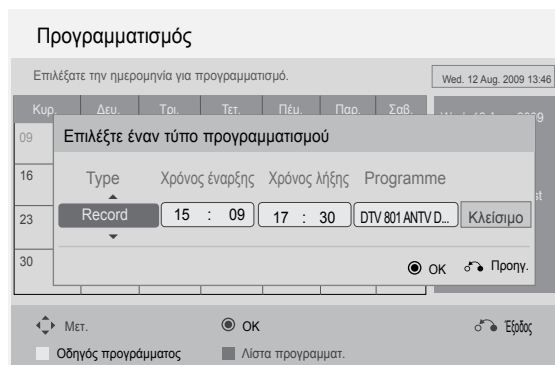 Προγραμματισμός
Επιλέξατε την ημερομηνία για προγραμματισμό.
Wed. 12 Aug. 2009 13:46
Κυρ. Δευ. Τρι. Τετ. Πέμ. Παρ. Σαβ.
09
Επιλέξτε έναν τύπο προγραμματισμού
16
Type Χρόνος έναρξης Χρόνος λήξης Programme
23
Record 15 : 09 17 : 30 DTV 801 ANTV D... Κλείσιμο
30
OK Προηγ.
Μετ. OK Έξοδος
Οδηγός προγράμματος Λίστα προγραμματ.